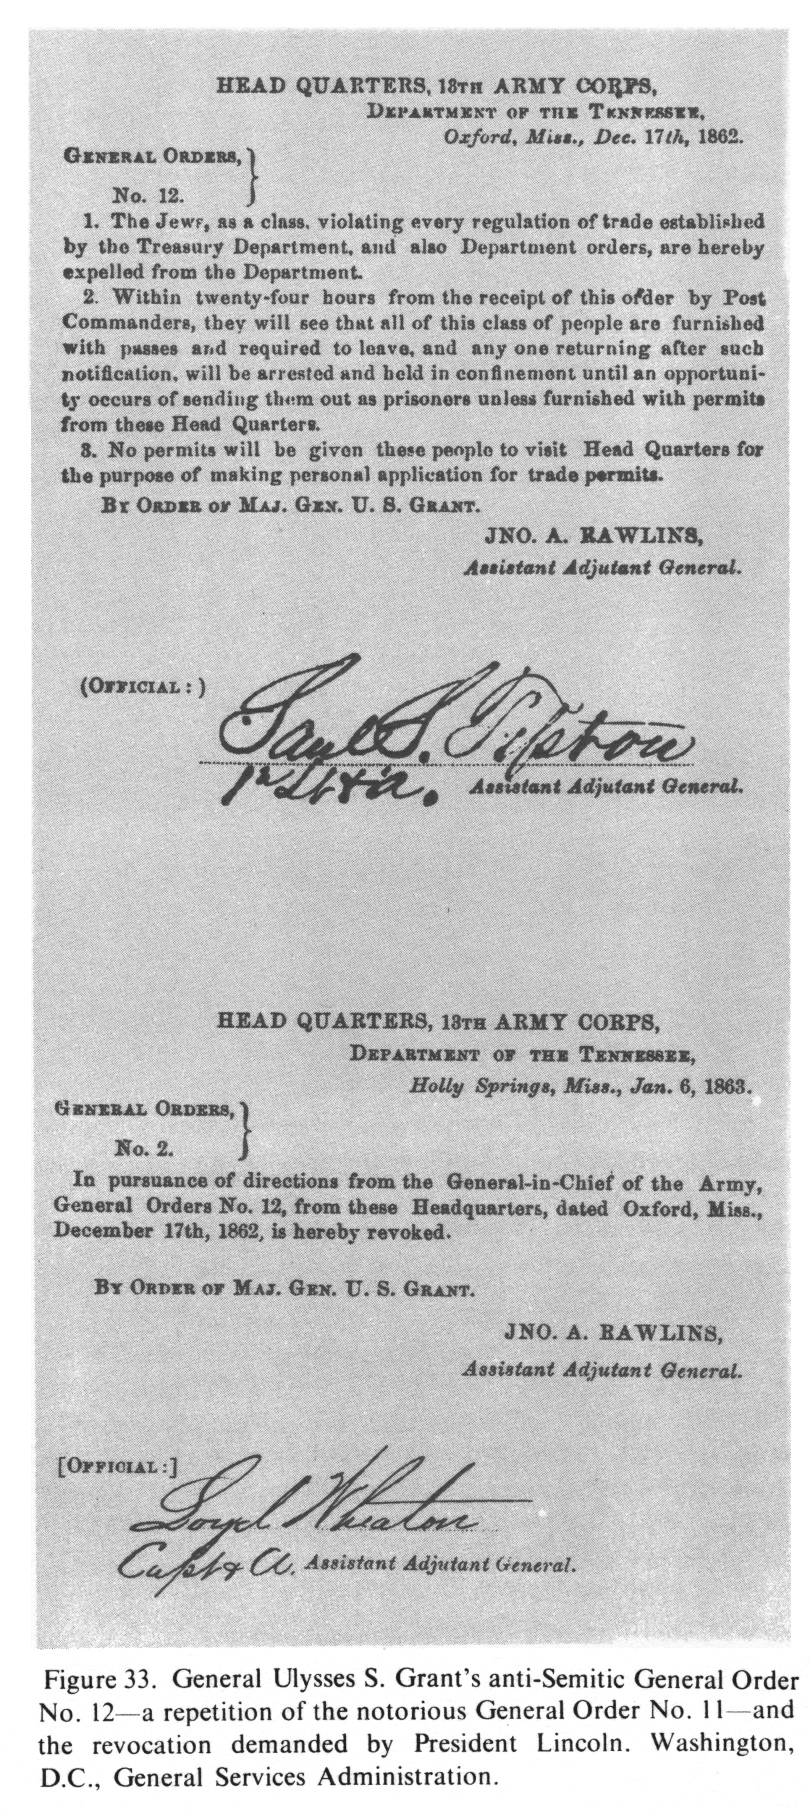 HEAD QUARTERS, 13TH ARMY CORPS,
DEPARTMENT OF THE TENNESSEE,
Oxford, Miss., Dec. 17th, 1862.
GENERAL ORDERS, }
No. 12.
1. The Jews, as a class, violating every regulation of trade established
by the Treasury Department, and also Department orders, are hereby
expelled from the Department.
2. Within twenty-four hours from the receipt of this order by Post
Commanders, they will see that all of this class of people are furnished
with passes and required to leave, and any one returning after such
notification, will be arrested and held in confinement until an opportuni-
ty occurs of sending them out as prisoners unless furnished with permits
from these Head Quarters.
3. No permits will be given these people to visit Head Quarters for
the purpose of making personal application for trade permits.
BY ORDER OF MAJ. GEN. U. S. GRANT.
JNO. A. RAWLINS,
Assistant Adjutant General.
(OFFICIAL:)
1st Lt & a. Assistant Adjutant General.
HEAD QUARTERS, 13TH ARMY CORPS,
DEPARTMENT OF THE TENNESSEE,
Holly Springs, Miss., Jan. 6, 1863.
GENERAL ORDERS, }
No. 2.
In pursuance of directions from the General-in-Chief of the Army,
General Orders No. 12, from these Headquarters, dated Oxford, Miss.,
December 17th, 1862, is hereby revoked.
BY ORDER OF MAJ. GEN. U. S. GRANT.
JNO. A. RAWLINS,
Assistant Adjutant General.
[OFFICIAL:]
Loyd Wheaton
Capt & A. Assistant Adjutant General.
Figure 33. General Ulysses S. Grant's anti-Semitic General Order
No. 12—a repetition of the notorious General Order No. 11—and
the revocation demanded by President Lincoln. Washington,
D.C., General Services Administration.